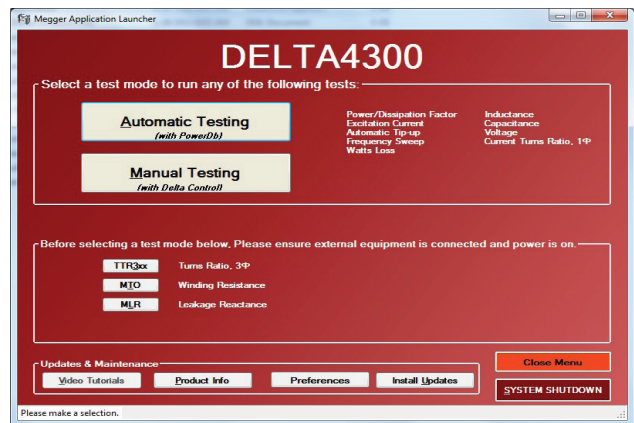 Megger Application Launcher
DELTA4300
Select a test mode to run any of the following tests:
Automatic Testing
(with PowerDb)
Manual Testing
(with Delta Control)
Power/Dissipation Factor
Excitation Current
Automatic Tip-up
Frequency Sweep
Watts Loss
Inductance
Capacitance
Voltage
Current Turns Ratio, 1Φ
Before selecting a test mode below, Please ensure external equipment is connected and power is on.
TTR3xx Turns Ratio, 3Φ
MTO Winding Resistance
MLR Leakage Reactance
Updates & Maintenance
Video Tutorials Product Info Preferences Install Updates
Close Menu
SYSTEM SHUTDOWN
Please make a selection.